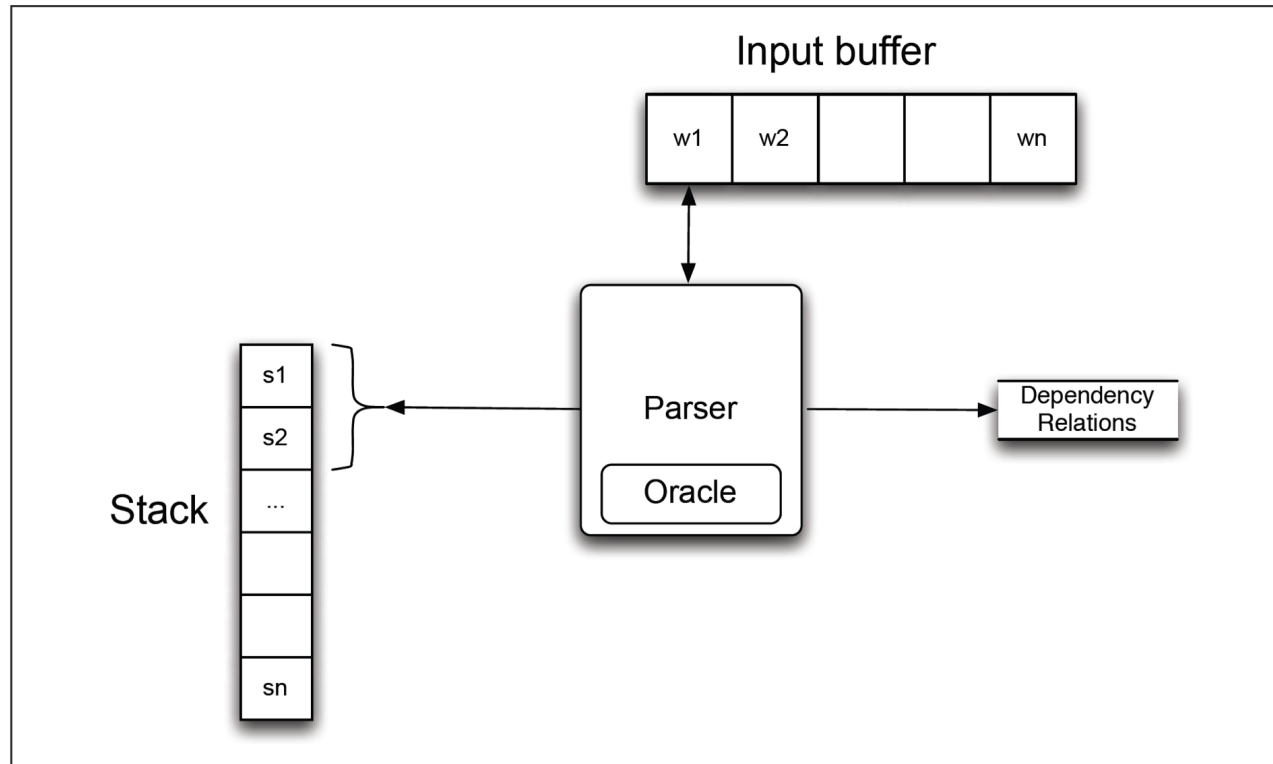 Input buffer
w1 w2 wn
s1
s2
...
sn
Stack
Parser
Oracle
Dependency
Relations